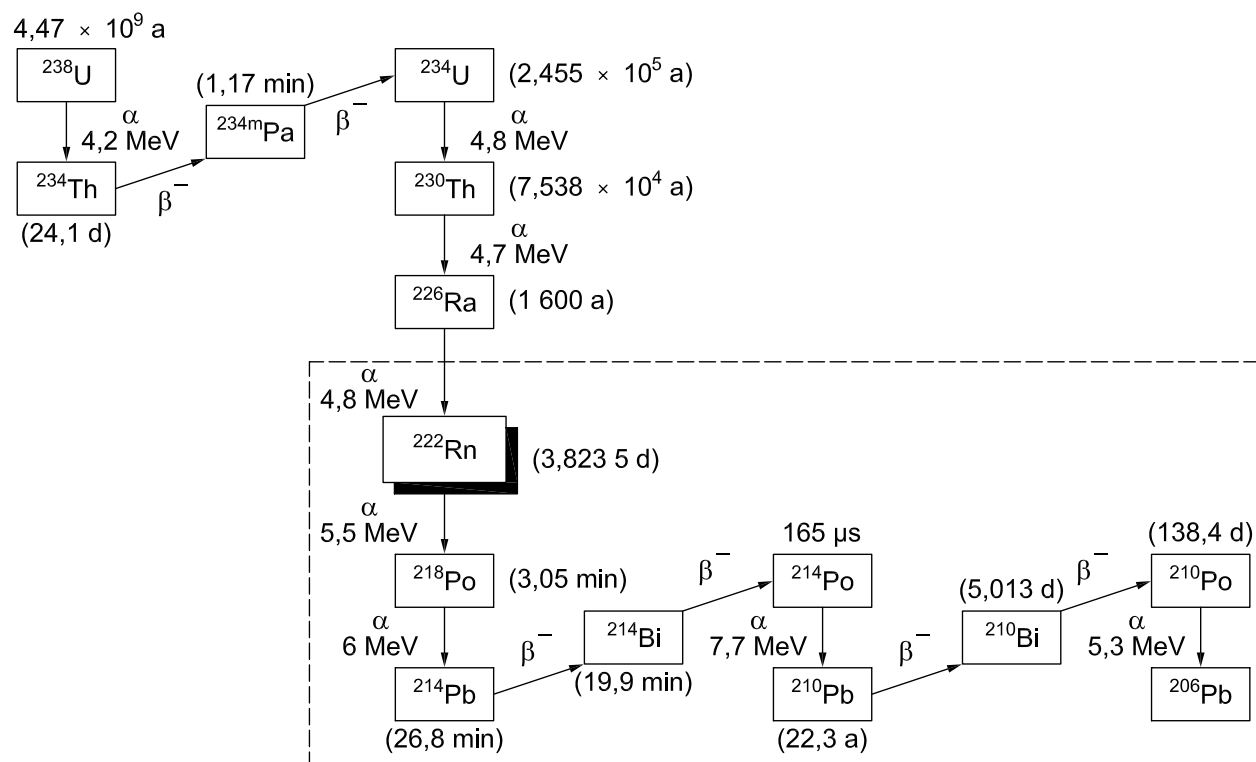 4,47 × 10⁹ a
²³⁸U
(1,17 min)
²³⁴U
(2,455 × 10⁵ a)
α
4,2 MeV
²³⁴ᵐPa
β⁻
α
4,8 MeV
²³⁴Th
β⁻
²³⁰Th
(7,538 × 10⁴ a)
(24,1 d)
α
4,7 MeV
²²⁶Ra
(1 600 a)
α
4,8 MeV
²²²Rn
(3,823 5 d)
α
5,5 MeV
165 µs
(138,4 d)
²¹⁸Po
(3,05 min)
β⁻
²¹⁴Po
(5,013 d)
β⁻
²¹⁰Po
α
6 MeV
β⁻
²¹⁴Bi
α
7,7 MeV
β⁻
²¹⁰Bi
α
5,3 MeV
²¹⁴Pb
(19,9 min)
²¹⁰Pb
²⁰⁶Pb
(26,8 min)
(22,3 a)